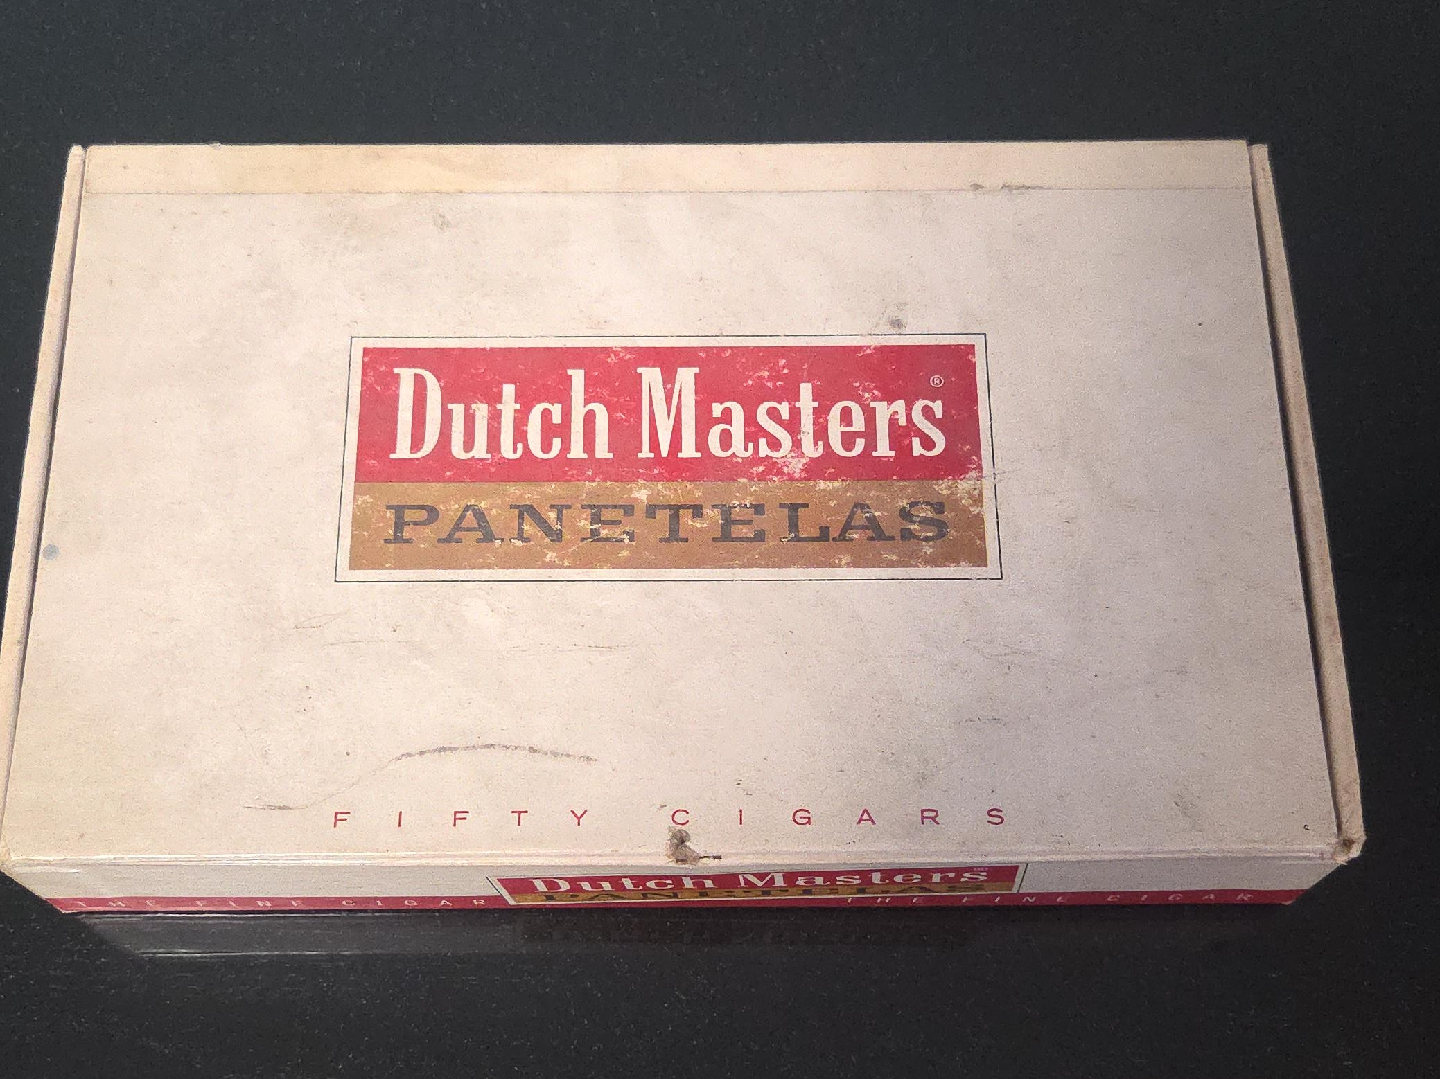 Dutch Masters ®
PANETELAS
FIFTY CIGARS
Dutch Masters
PANETELAS
THE FINE CIGAR THE FINE CIGAR